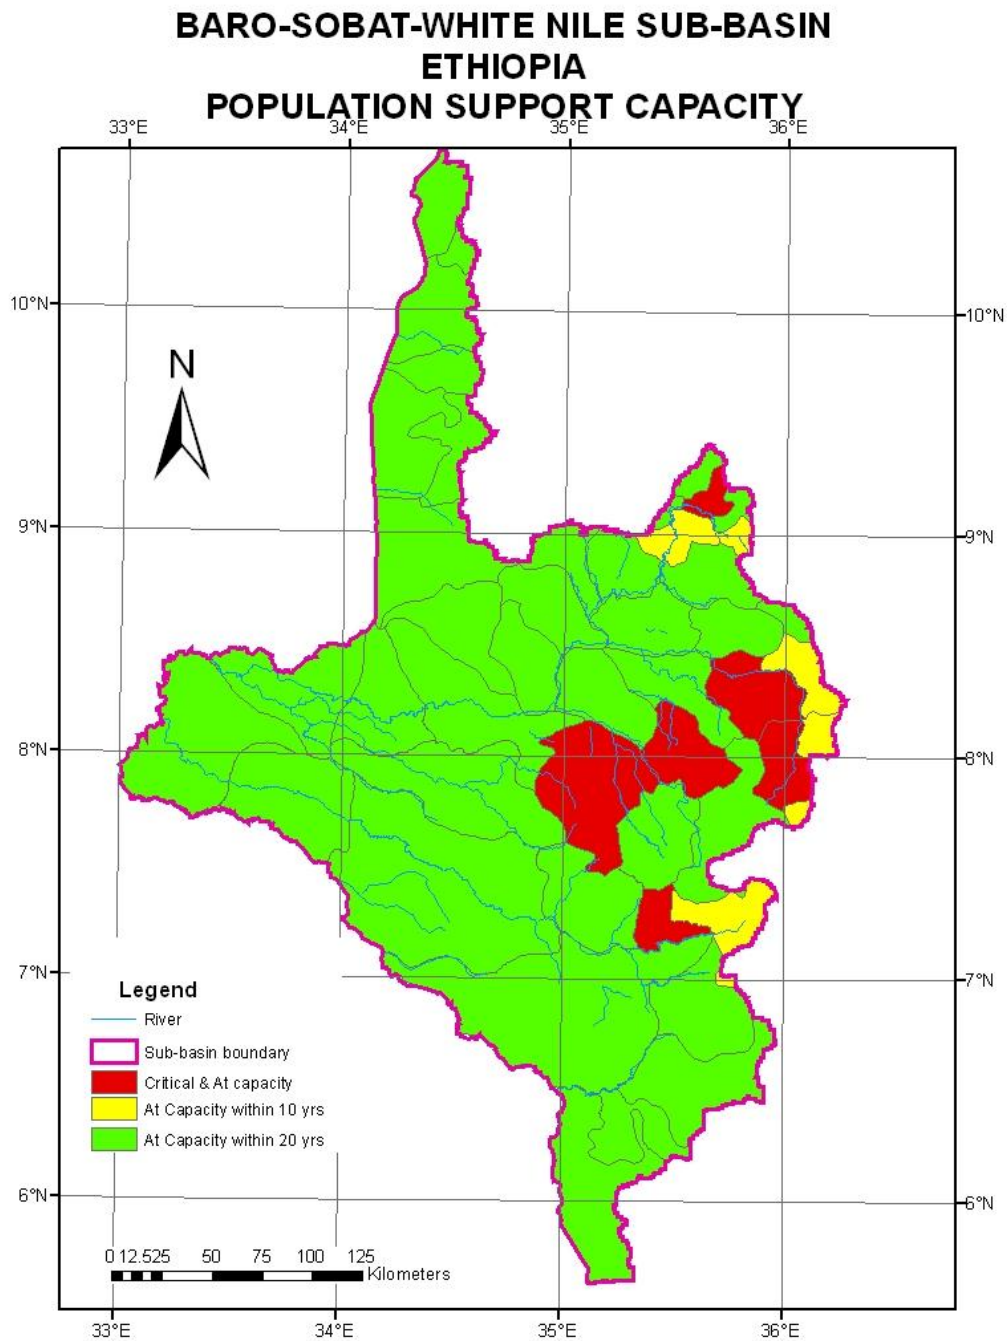 BARO-SOBAT-WHITE NILE SUB-BASIN
ETHIOPIA
POPULATION SUPPORT CAPACITY
33°E 34°E 35°E 36°E
10°N 10°N
N
9°N 9°N
8°N 8°N
7°N 7°N
Legend
River
Sub-basin boundary
Critical & At capacity
At Capacity within 10 yrs
At Capacity within 20 yrs
6°N 6°N
0 12.525 50 75 100 125
Kilometers
33°E 34°E 35°E 36°E